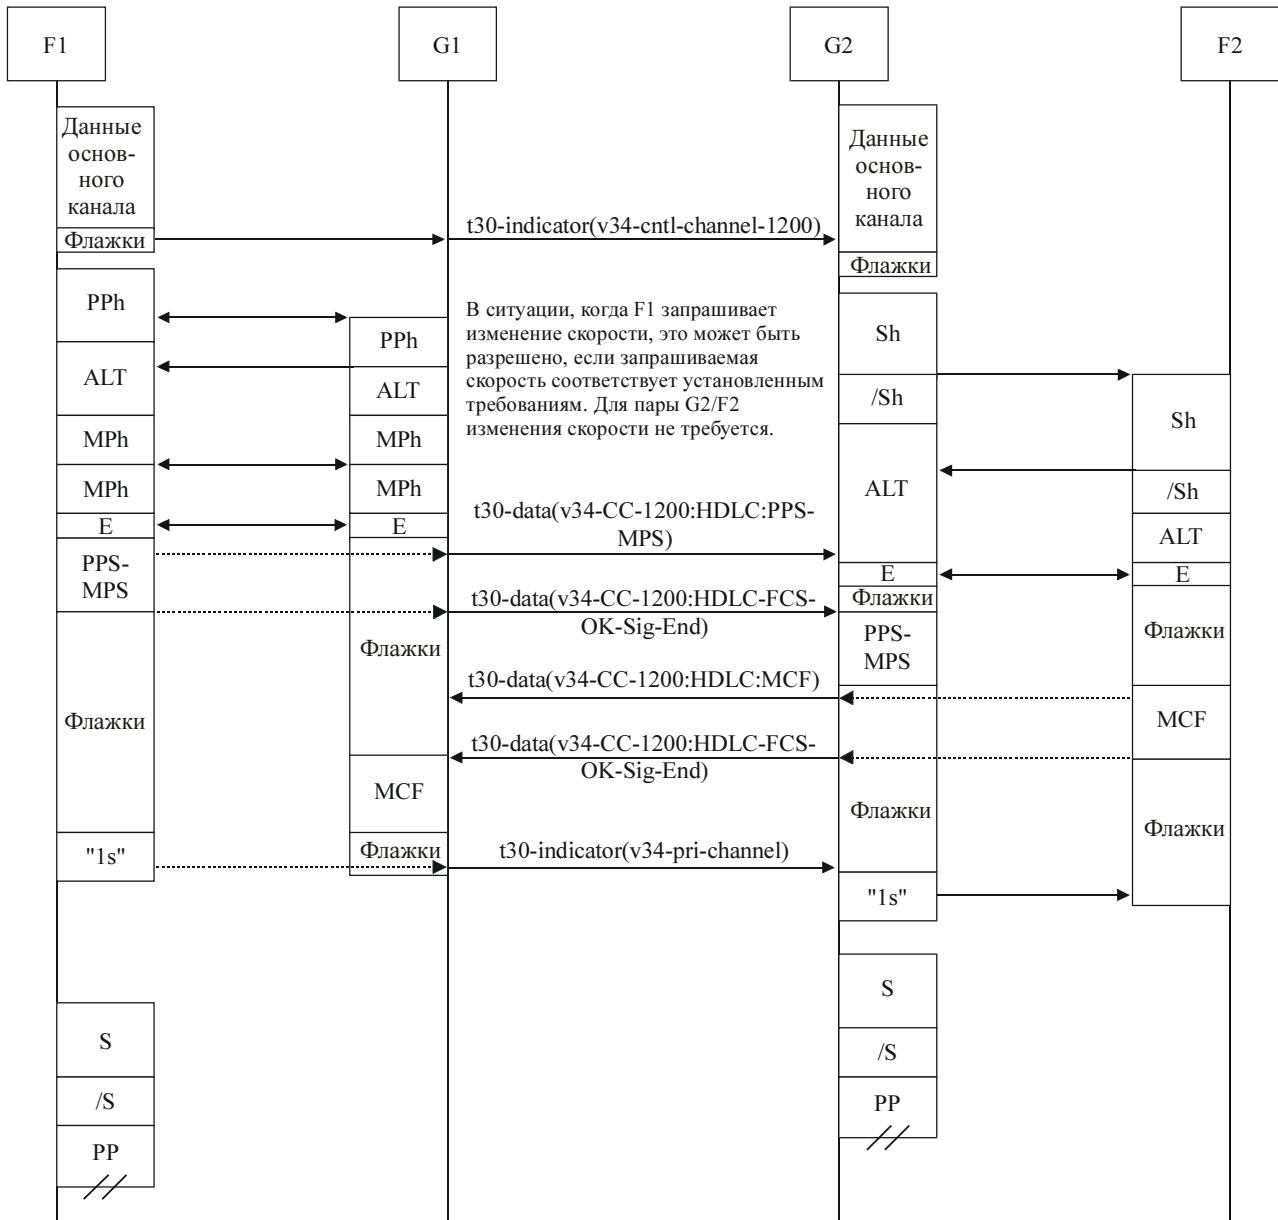 F1
G1
G2
F2
Данные
основ-
ного
канала
Флажки
Данные
основ-
ного
канала
Флажки
t30-indicator(v34-cntl-channel-1200)
PPh
ALT
MPh
MPh
E
PPS-
MPS
Флажки
"1s"
S
/S
PP
PPh
ALT
MPh
MPh
E
Флажки
MCF
Флажки
В ситуации, когда F1 запрашивает
изменение скорости, это может быть
разрешено, если запрашиваемая
скорость соответствует установленным
требованиям. Для пары G2/F2
изменения скорости не требуется.
t30-data(v34-CC-1200:HDLC:PPS-
MPS)
t30-data(v34-CC-1200:HDLC-FCS-
OK-Sig-End)
t30-data(v34-CC-1200:HDLC:MCF)
t30-data(v34-CC-1200:HDLC-FCS-
OK-Sig-End)
t30-indicator(v34-pri-channel)
Sh
/Sh
ALT
E
Флажки
PPS-
MPS
Флажки
"1s"
S
/S
PP
Sh
/Sh
ALT
E
Флажки
MCF
Флажки